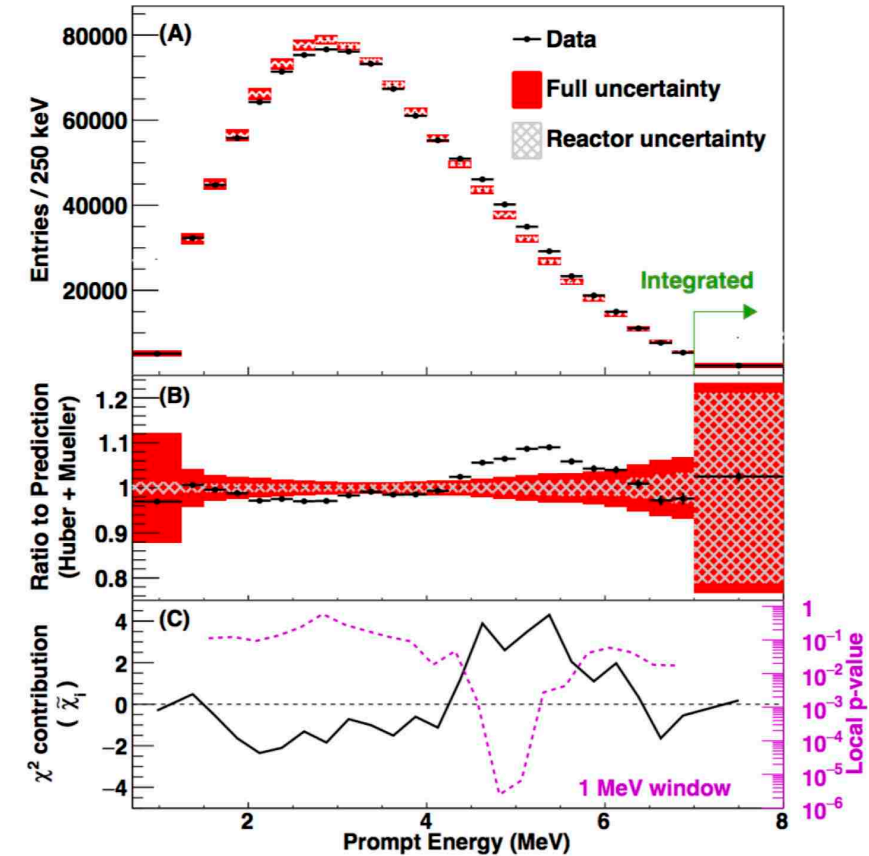 (A)
Data
Full uncertainty
Reactor uncertainty
Integrated
80000
60000
40000
20000
Entries / 250 keV
(B)
1.2
1.1
1
0.9
0.8
Ratio to Prediction
(Huber + Mueller)
(C)
4
2
0
−2
−4
χ² contribution
( χ̃ᵢ )
1
10⁻¹
10⁻²
10⁻³
10⁻⁴
10⁻⁵
10⁻⁶
Local p-value
1 MeV window
2 4 6 8
Prompt Energy (MeV)